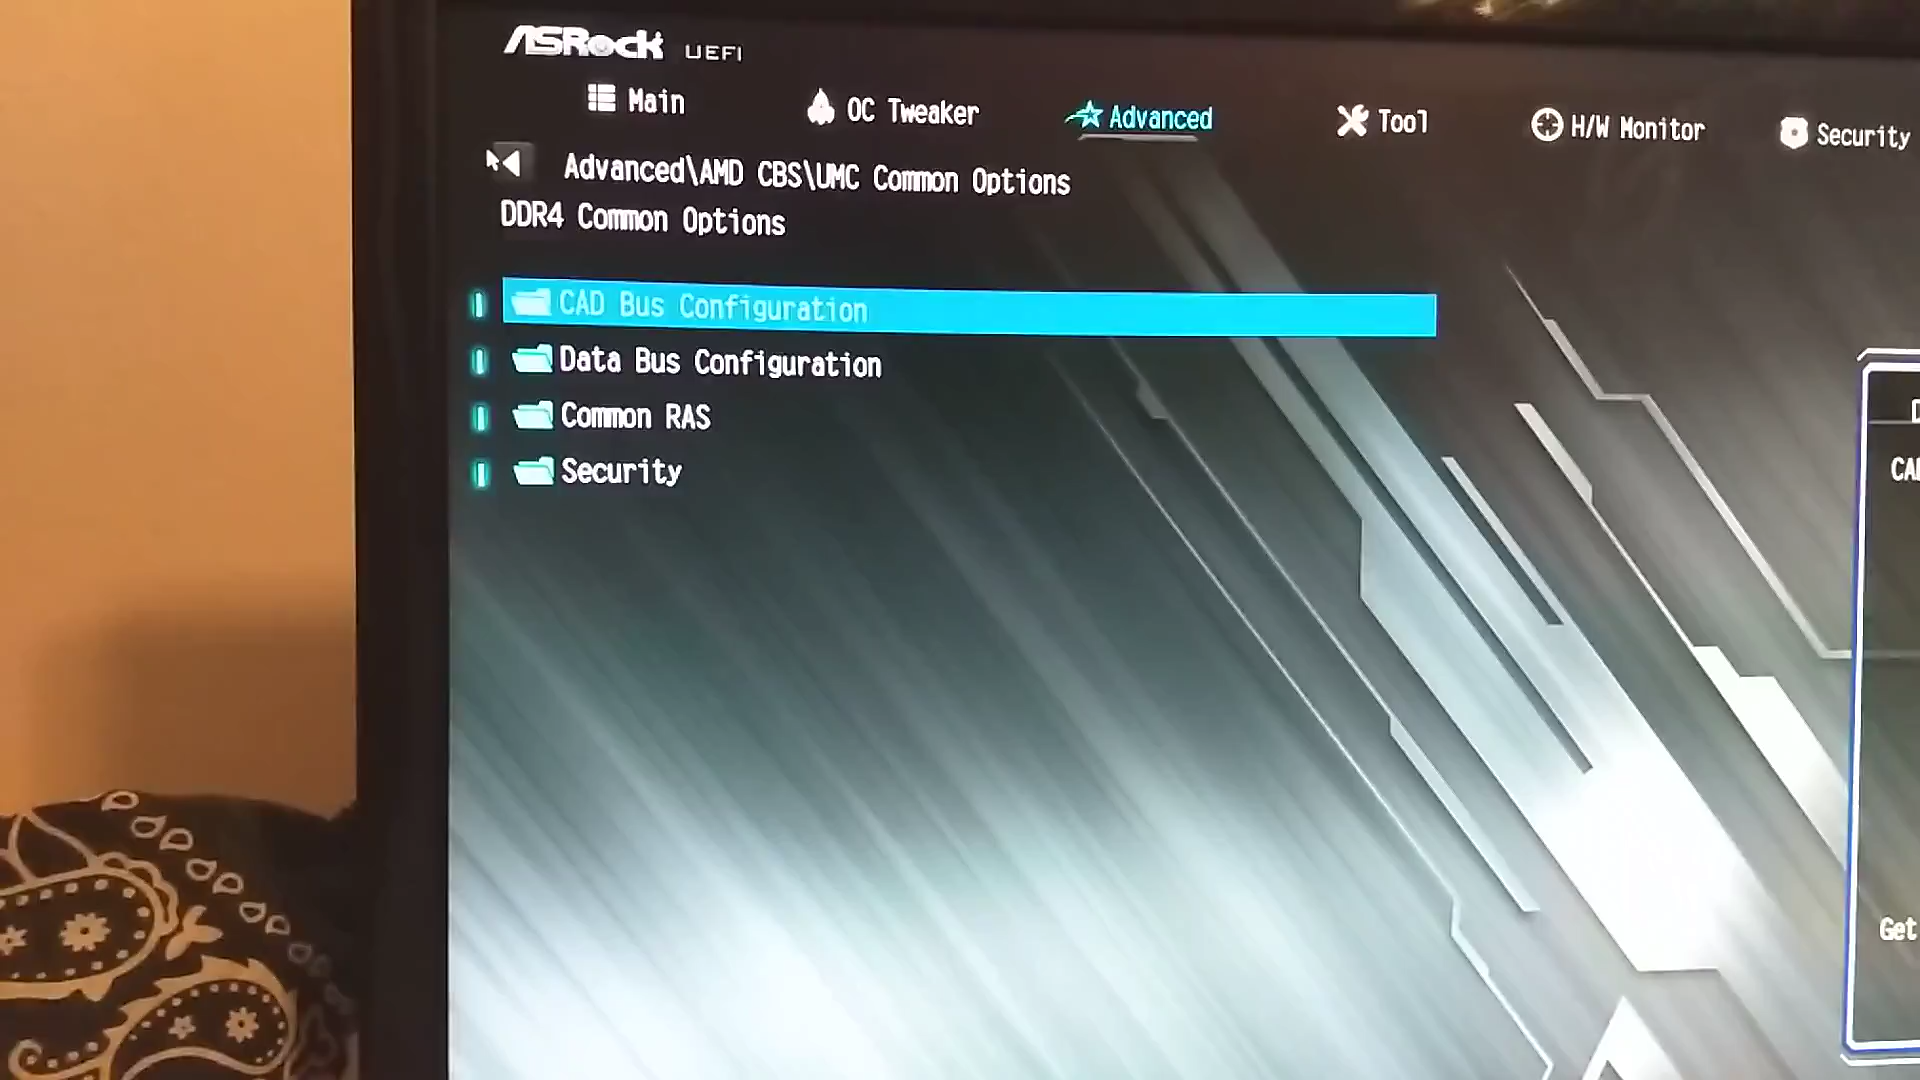 ASRock UEFI
Main OC Tweaker Advanced Tool H/W Monitor Security
Advanced\AMD CBS\UMC Common Options
DDR4 Common Options
CAD Bus Configuration
Data Bus Configuration
Common RAS
Security
Get